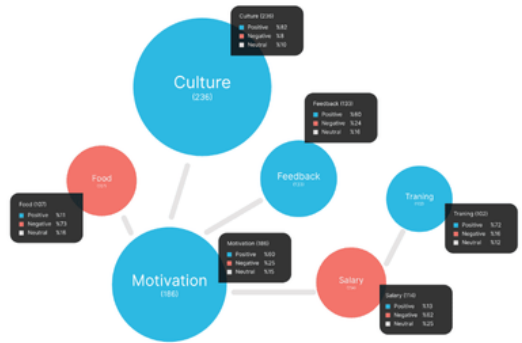 Culture (236)
Positive %82
Negative %8
Neutral %10
Culture
(236)
Feedback (133)
Positive %60
Negative %24
Neutral %16
Food
Feedback
Food (107)
Positive %11
Negative %73
Neutral %16
Traning
Traning (102)
Positive %72
Negative %16
Neutral %12
Motivation (186)
Positive %60
Negative %25
Neutral %15
Motivation
(186)
Salary
Salary (114)
Positive %13
Negative %62
Neutral %25